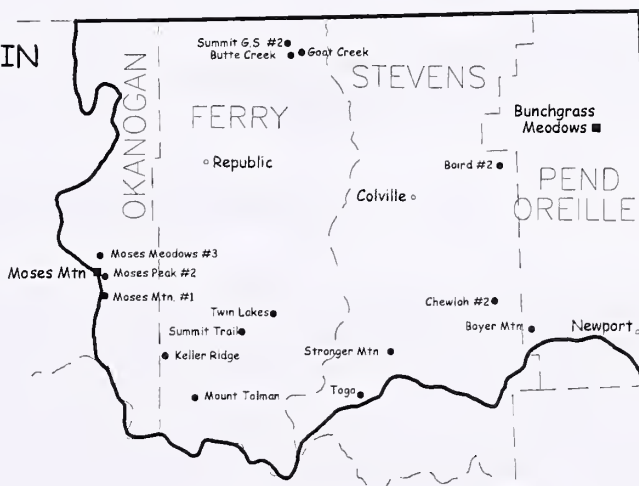 IN
OKANOGAN
Summit G.S #2
Butte Creek
Goat Creek
STEVENS
FERRY
Bunchgrass
Meadows
Republic
Baird #2
Colville
PEND
OREILLE
Moses Meadows #3
Moses Mtn
Moses Peak #2
Moses Mtn. #1
Twin Lakes
Summit Trail
Chewlah #2
Boyer Mtn
Newport
Keller Ridge
Stranger Mtn
Mount Tolman
Togo